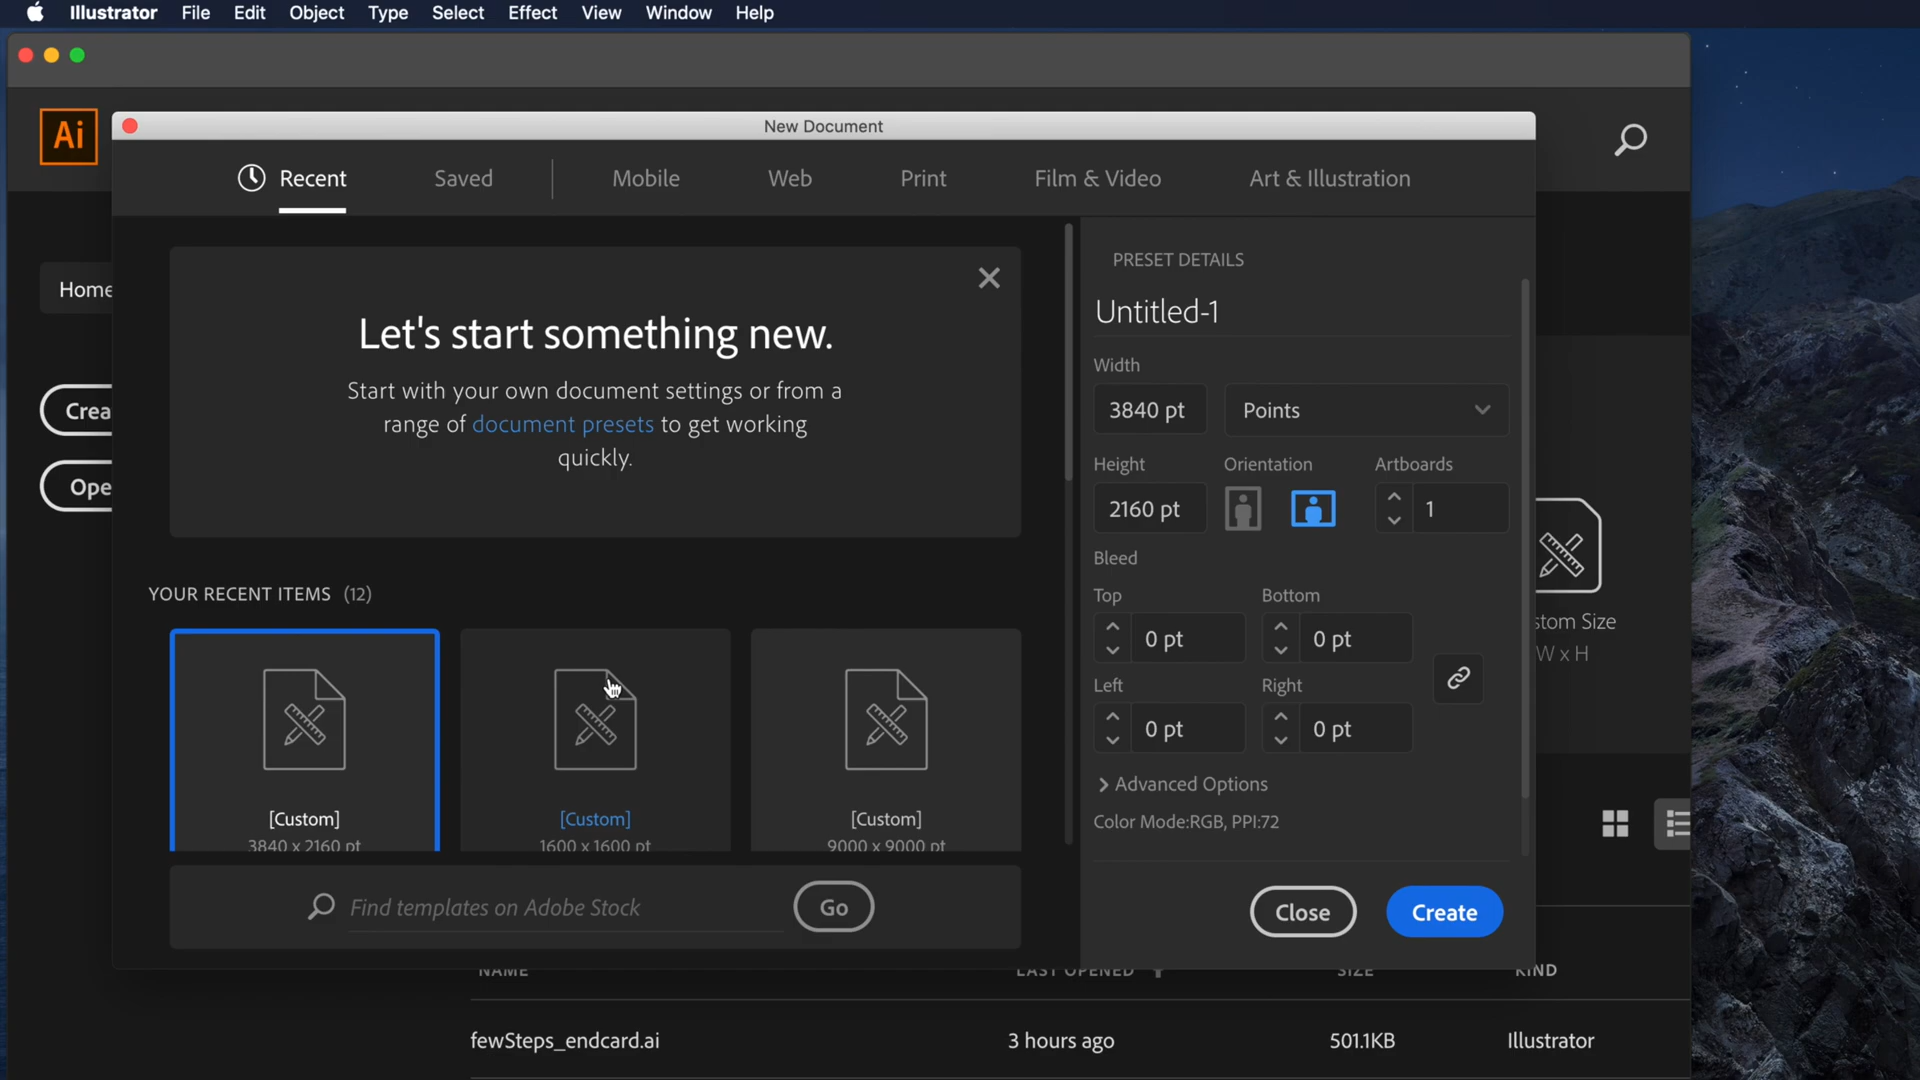 Illustrator File Edit Object Type Select Effect View Window Help
New Document
Ai
Recent Saved Mobile Web Print Film & Video Art & Illustration
Home
Let's start something new.
Start with your own document settings or from a
range of document presets to get working
quickly.
Crea
Ope
YOUR RECENT ITEMS (12)
[Custom]
3840 x 2160 pt
[Custom]
1600 x 1600 pt
[Custom]
9000 x 9000 pt
Find templates on Adobe Stock
Go
PRESET DETAILS
Untitled-1
Width
3840 pt Points
Height Orientation Artboards
2160 pt 1
Bleed
Top Bottom
0 pt 0 pt
Left Right
0 pt 0 pt
Advanced Options
Color Mode:RGB, PPI:72
Close Create
stom Size
W x H
NAME LAST OPENED SIZE KIND
fewSteps_endcard.ai 3 hours ago 501.1KB Illustrator